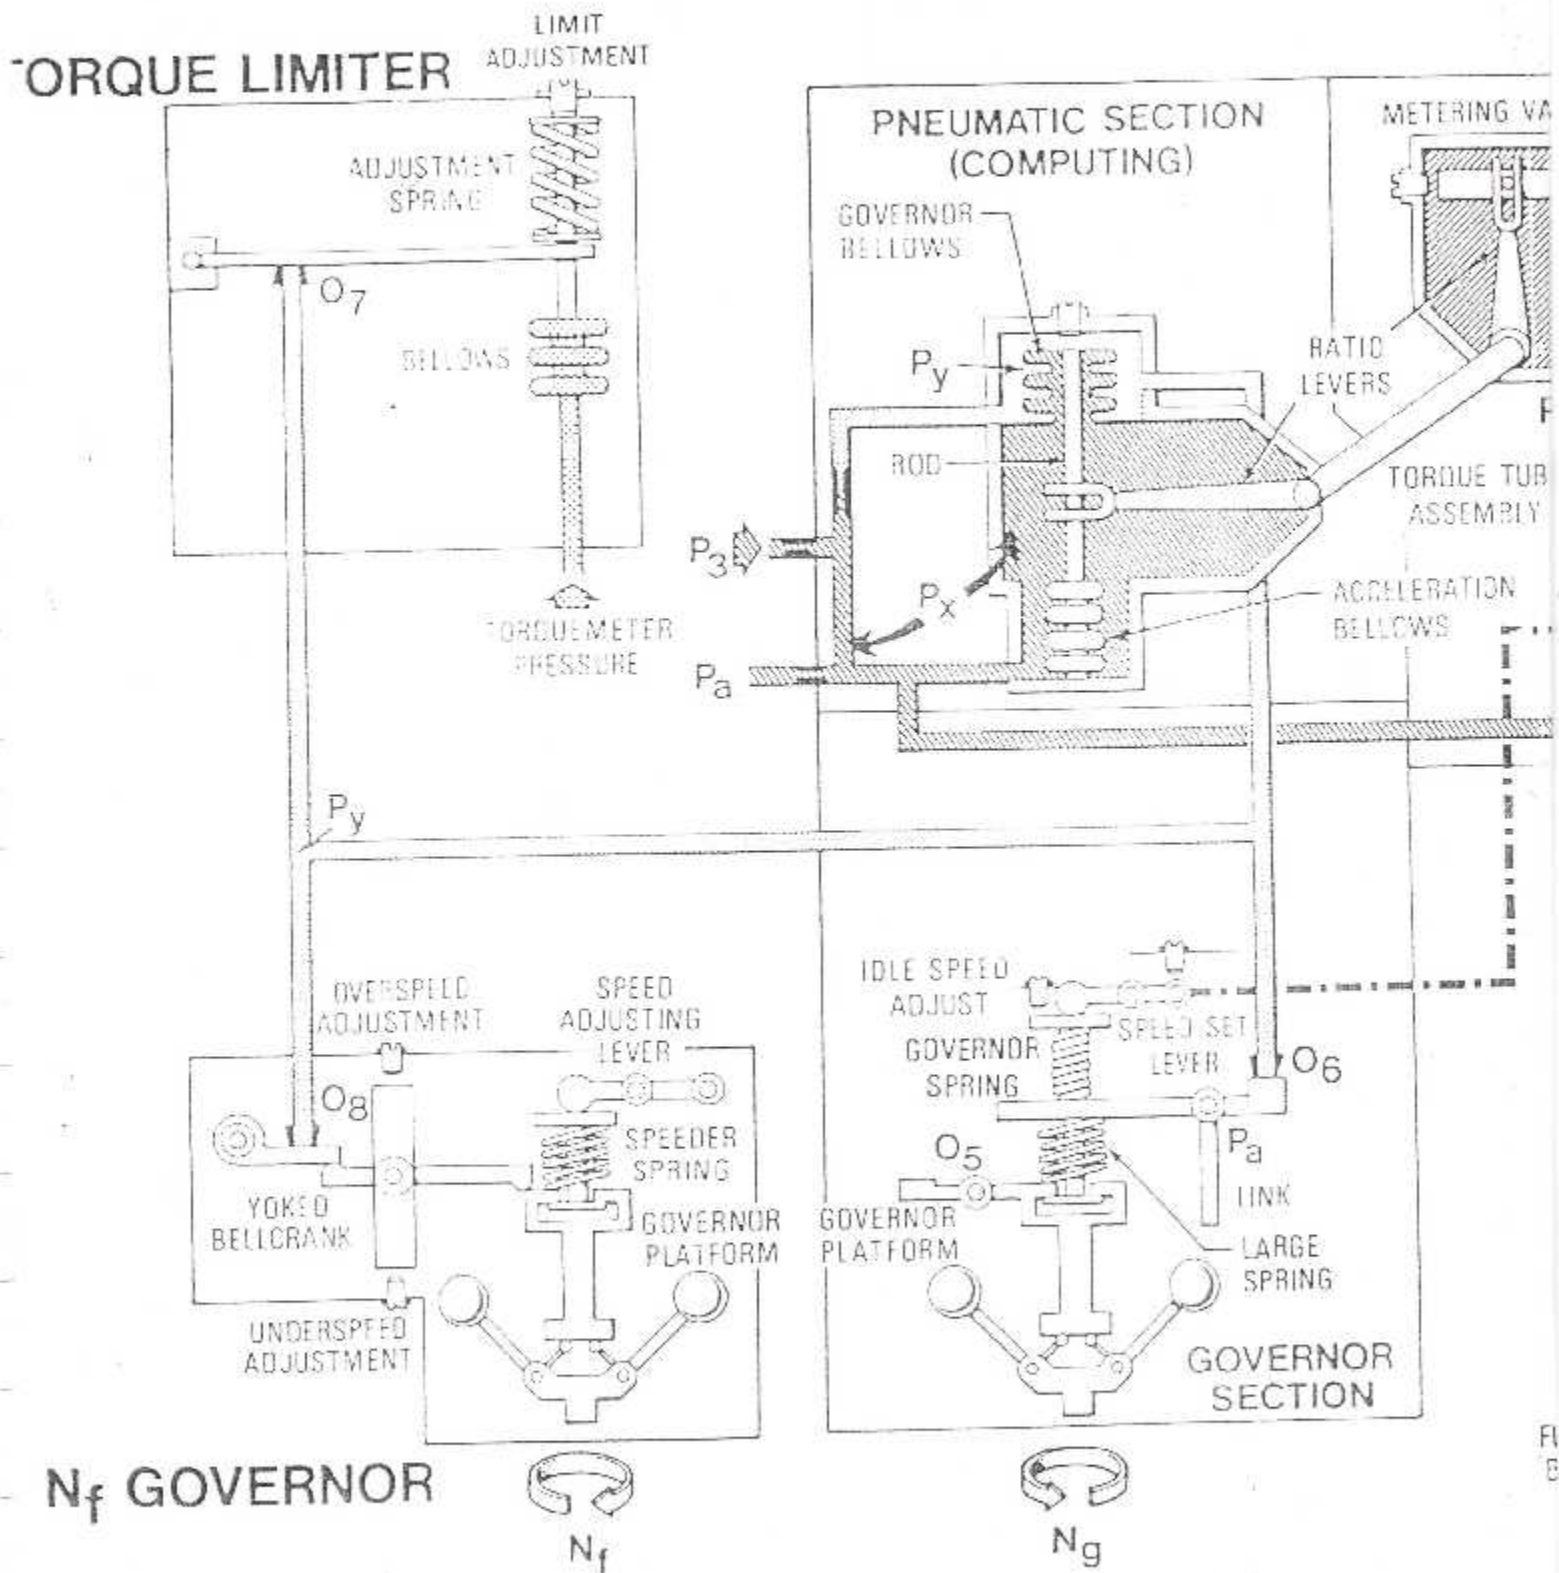 LIMIT
ADJUSTMENT
ORQUE LIMITER
ADJUSTMENT
SPRING
O7
BELLOWS
TORQUEMETER
PRESSURE
PNEUMATIC SECTION
(COMPUTING)
METERING VA
GOVERNOR
BELLOWS
Py
RATIO
LEVERS
ROD
TORQUE TUB
ASSEMBLY
P3
Px
ACCELERATION
BELLOWS
Pa
Py
OVERSPEED
ADJUSTMENT
SPEED
ADJUSTING
LEVER
O8
SPEEDER
SPRING
YOKED
BELLCRANK
GOVERNOR
PLATFORM
UNDERSPEED
ADJUSTMENT
Nf GOVERNOR
Nf
IDLE SPEED
ADJUST
GOVERNOR
SPRING
SPEED SET
LEVER
O6
O5
Pa
LINK
GOVERNOR
PLATFORM
LARGE
SPRING
GOVERNOR
SECTION
Ng